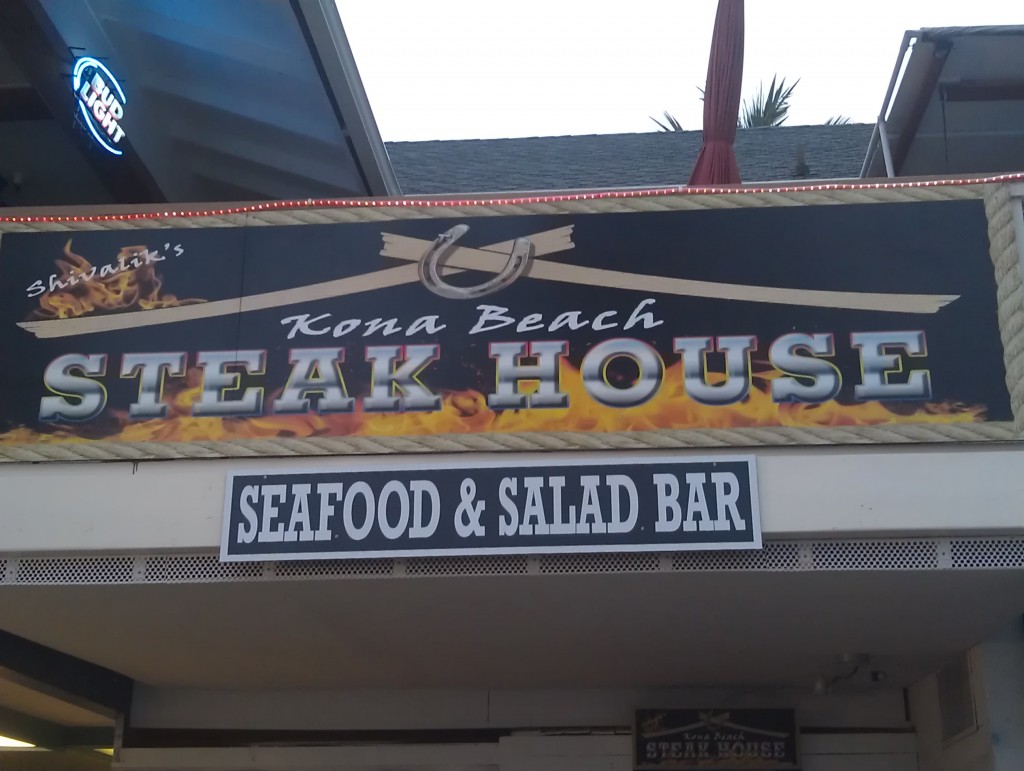 BUD
LIGHT
Shivalik's
Kona Beach
STEAK HOUSE
SEAFOOD & SALAD BAR
Kona Beach
STEAK HOUSE